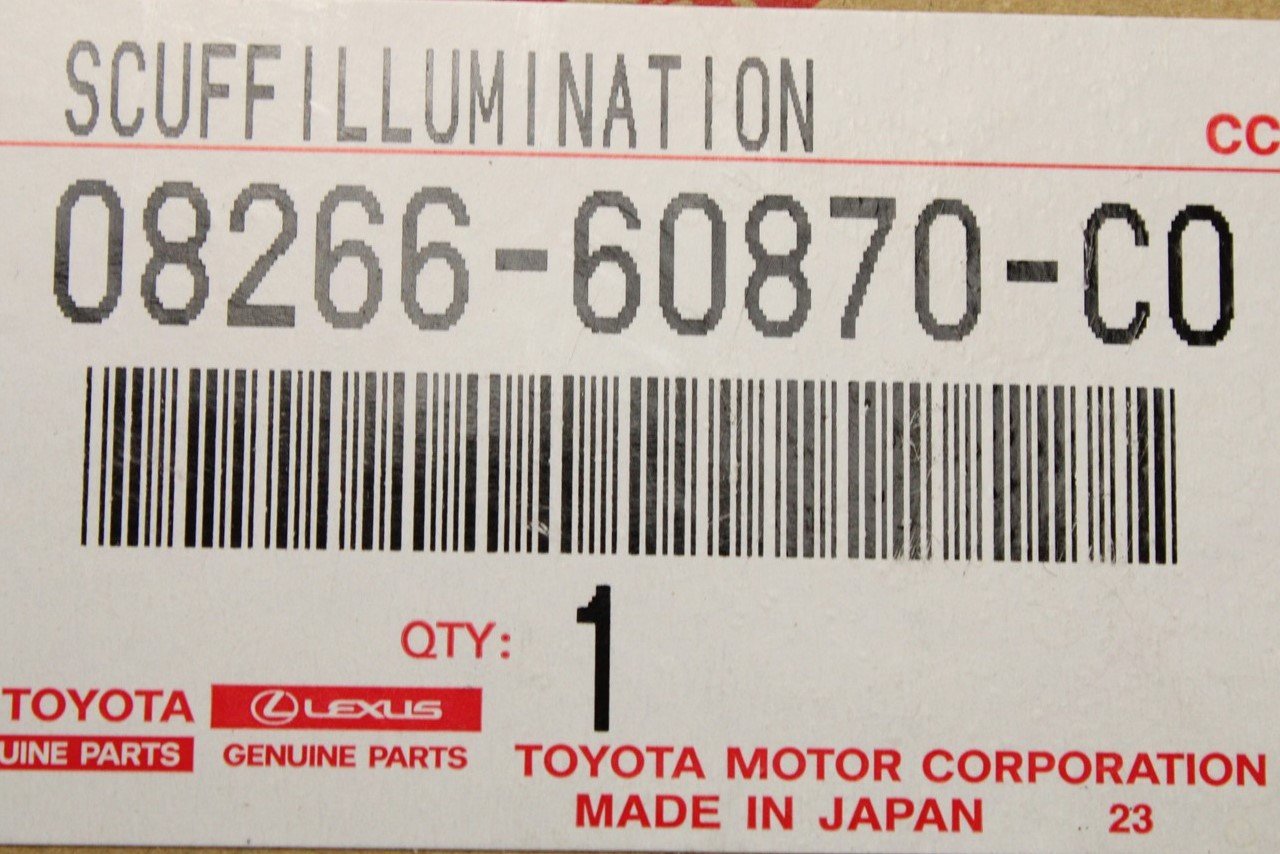 SCUFFILLUMINATION
CC
08266-60870-C0
QTY: 1
TOYOTA
LEXUS
UINE PARTS
GENUINE PARTS
TOYOTA MOTOR CORPORATION
MADE IN JAPAN 23